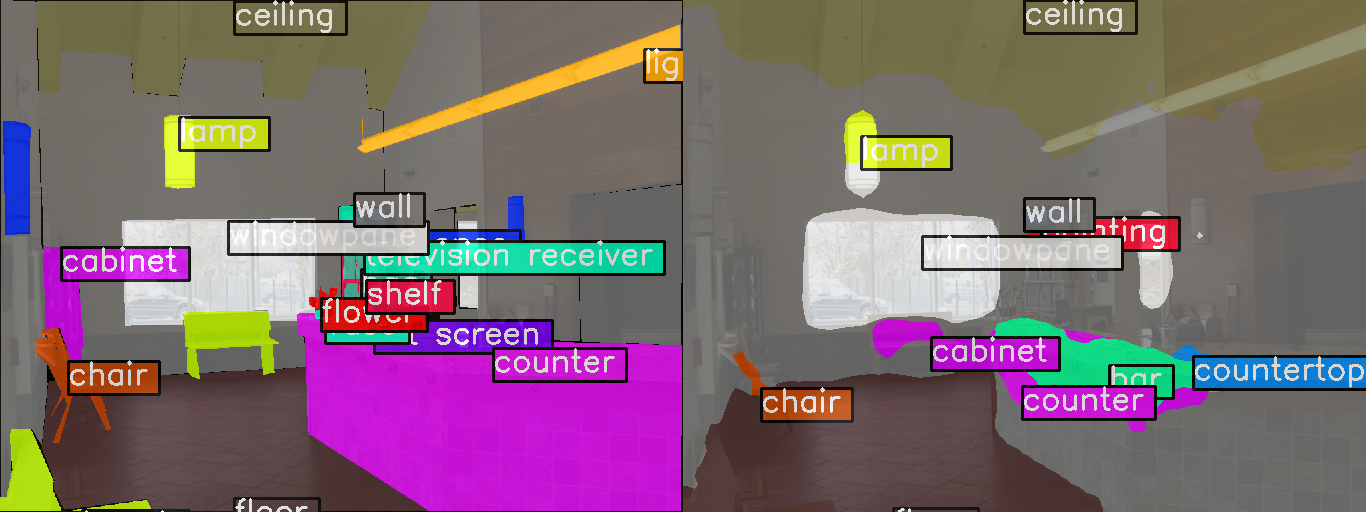 ceiling
lig
lamp
wall
windowpane
television receiver
cabinet
shelf
flower
screen
counter
chair
floor
ceiling
lamp
wall
windowpane
cabinet
bar
countertop
counter
chair